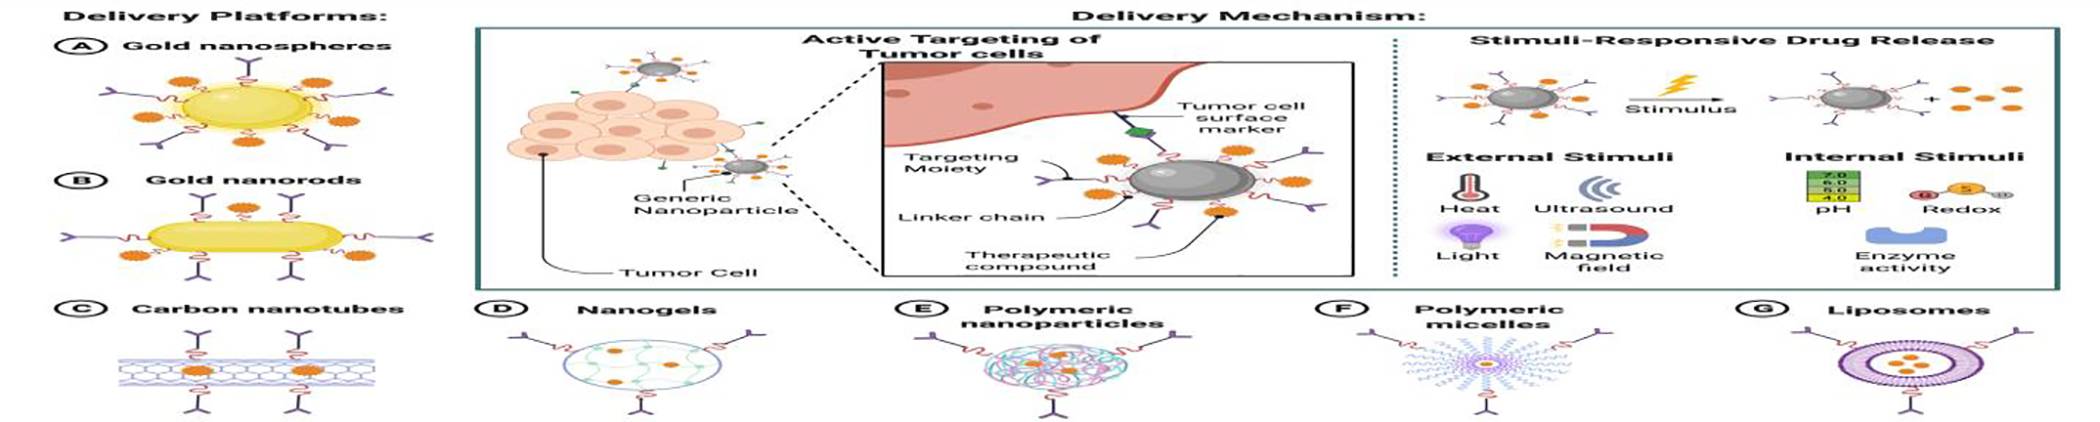 Delivery Platforms:
A Gold nanospheres
B Gold nanorods
C Carbon nanotubes
Delivery Mechanism:
Active Targeting of
Tumor cells
Generic
Nanoparticle
Tumor Cell
Tumor cell
surface
marker
Targeting
Moiety
Linker chain
Therapeutic
compound
Stimuli-Responsive Drug Release
Stimulus
+
External Stimuli
Heat
Ultrasound
Light
Magnetic
field
Internal Stimuli
7.0
6.0
5.0
4.0
pH
S
Redox
Enzyme
activity
D Nanogels
E Polymeric
nanoparticles
F Polymeric
micelles
G Liposomes